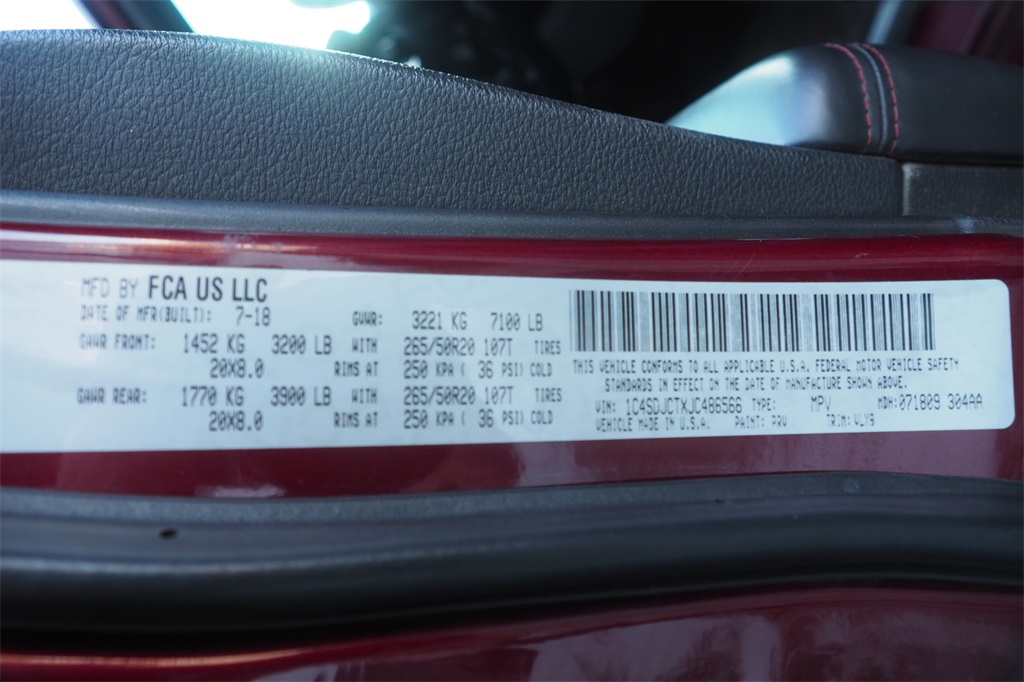 MFD BY FCA US LLC
DATE OF MFR(BUILT): 7-18 GVWR: 3221 KG 7100 LB
GAWR FRONT: 1452 KG 3200 LB WITH 265/50R20 107T TIRES
20X8.0 RIMS AT 250 KPA ( 36 PSI) COLD
GAWR REAR: 1770 KG 3900 LB WITH 265/50R20 107T TIRES
20X8.0 RIMS AT 250 KPA ( 36 PSI) COLD
THIS VEHICLE CONFORMS TO ALL APPLICABLE U.S.A. FEDERAL MOTOR VEHICLE SAFETY
STANDARDS IN EFFECT ON THE DATE OF MANUFACTURE SHOWN ABOVE.
VIN: 1C4SDJCTXJC486566 TYPE: MPV MDH:071809 304AA
VEHICLE MADE IN U.S.A. PAINT: PRV TRIM: VLY9